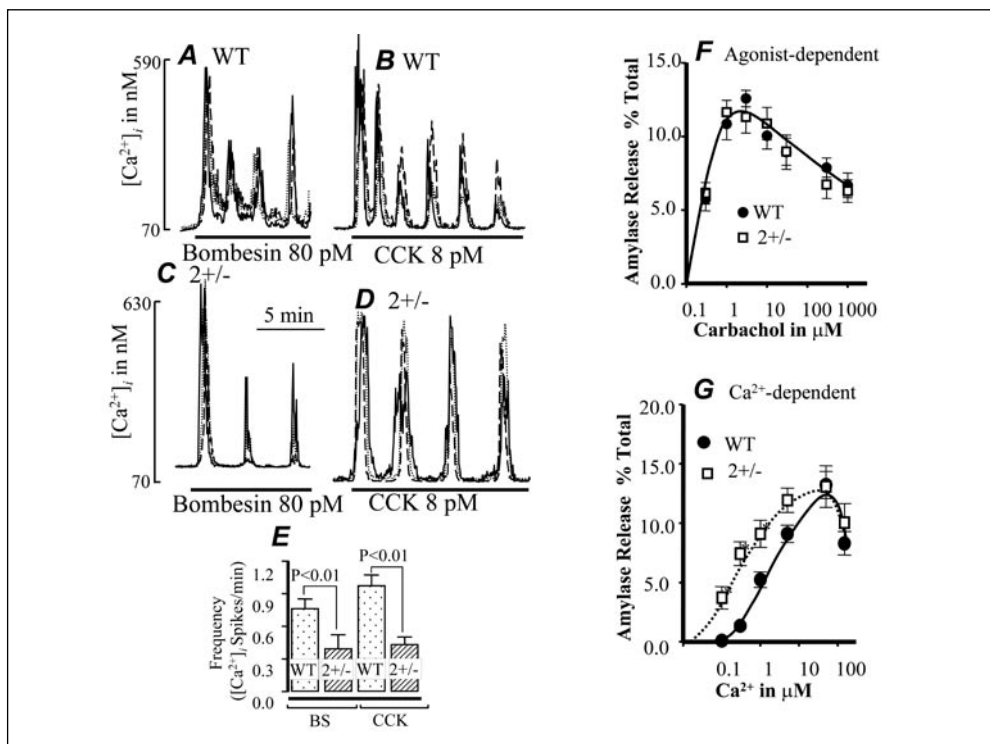 A WT
B WT
590
[Ca²⁺]i in nM
70
Bombesin 80 pM
CCK 8 pM
C 2+/-
D 2+/-
630
5 min
[Ca²⁺]i in nM
70
Bombesin 80 pM
CCK 8 pM
E
P<0.01
P<0.01
1.2
0.9
0.6
0.3
0.0
Frequency
([Ca²⁺]i Spikes/min)
WT 2+/- WT 2+/-
BS CCK
F Agonist-dependent
Amylase Release % Total
15.0
10.0
5.0
0.0
WT
2+/-
0.1 1 10 100 1000
Carbachol in μM
G Ca²⁺-dependent
Amylase Release % Total
20.0
15.0
10.0
5.0
0.0
WT
2+/-
0.1 1 10 100
Ca²⁺ in μM